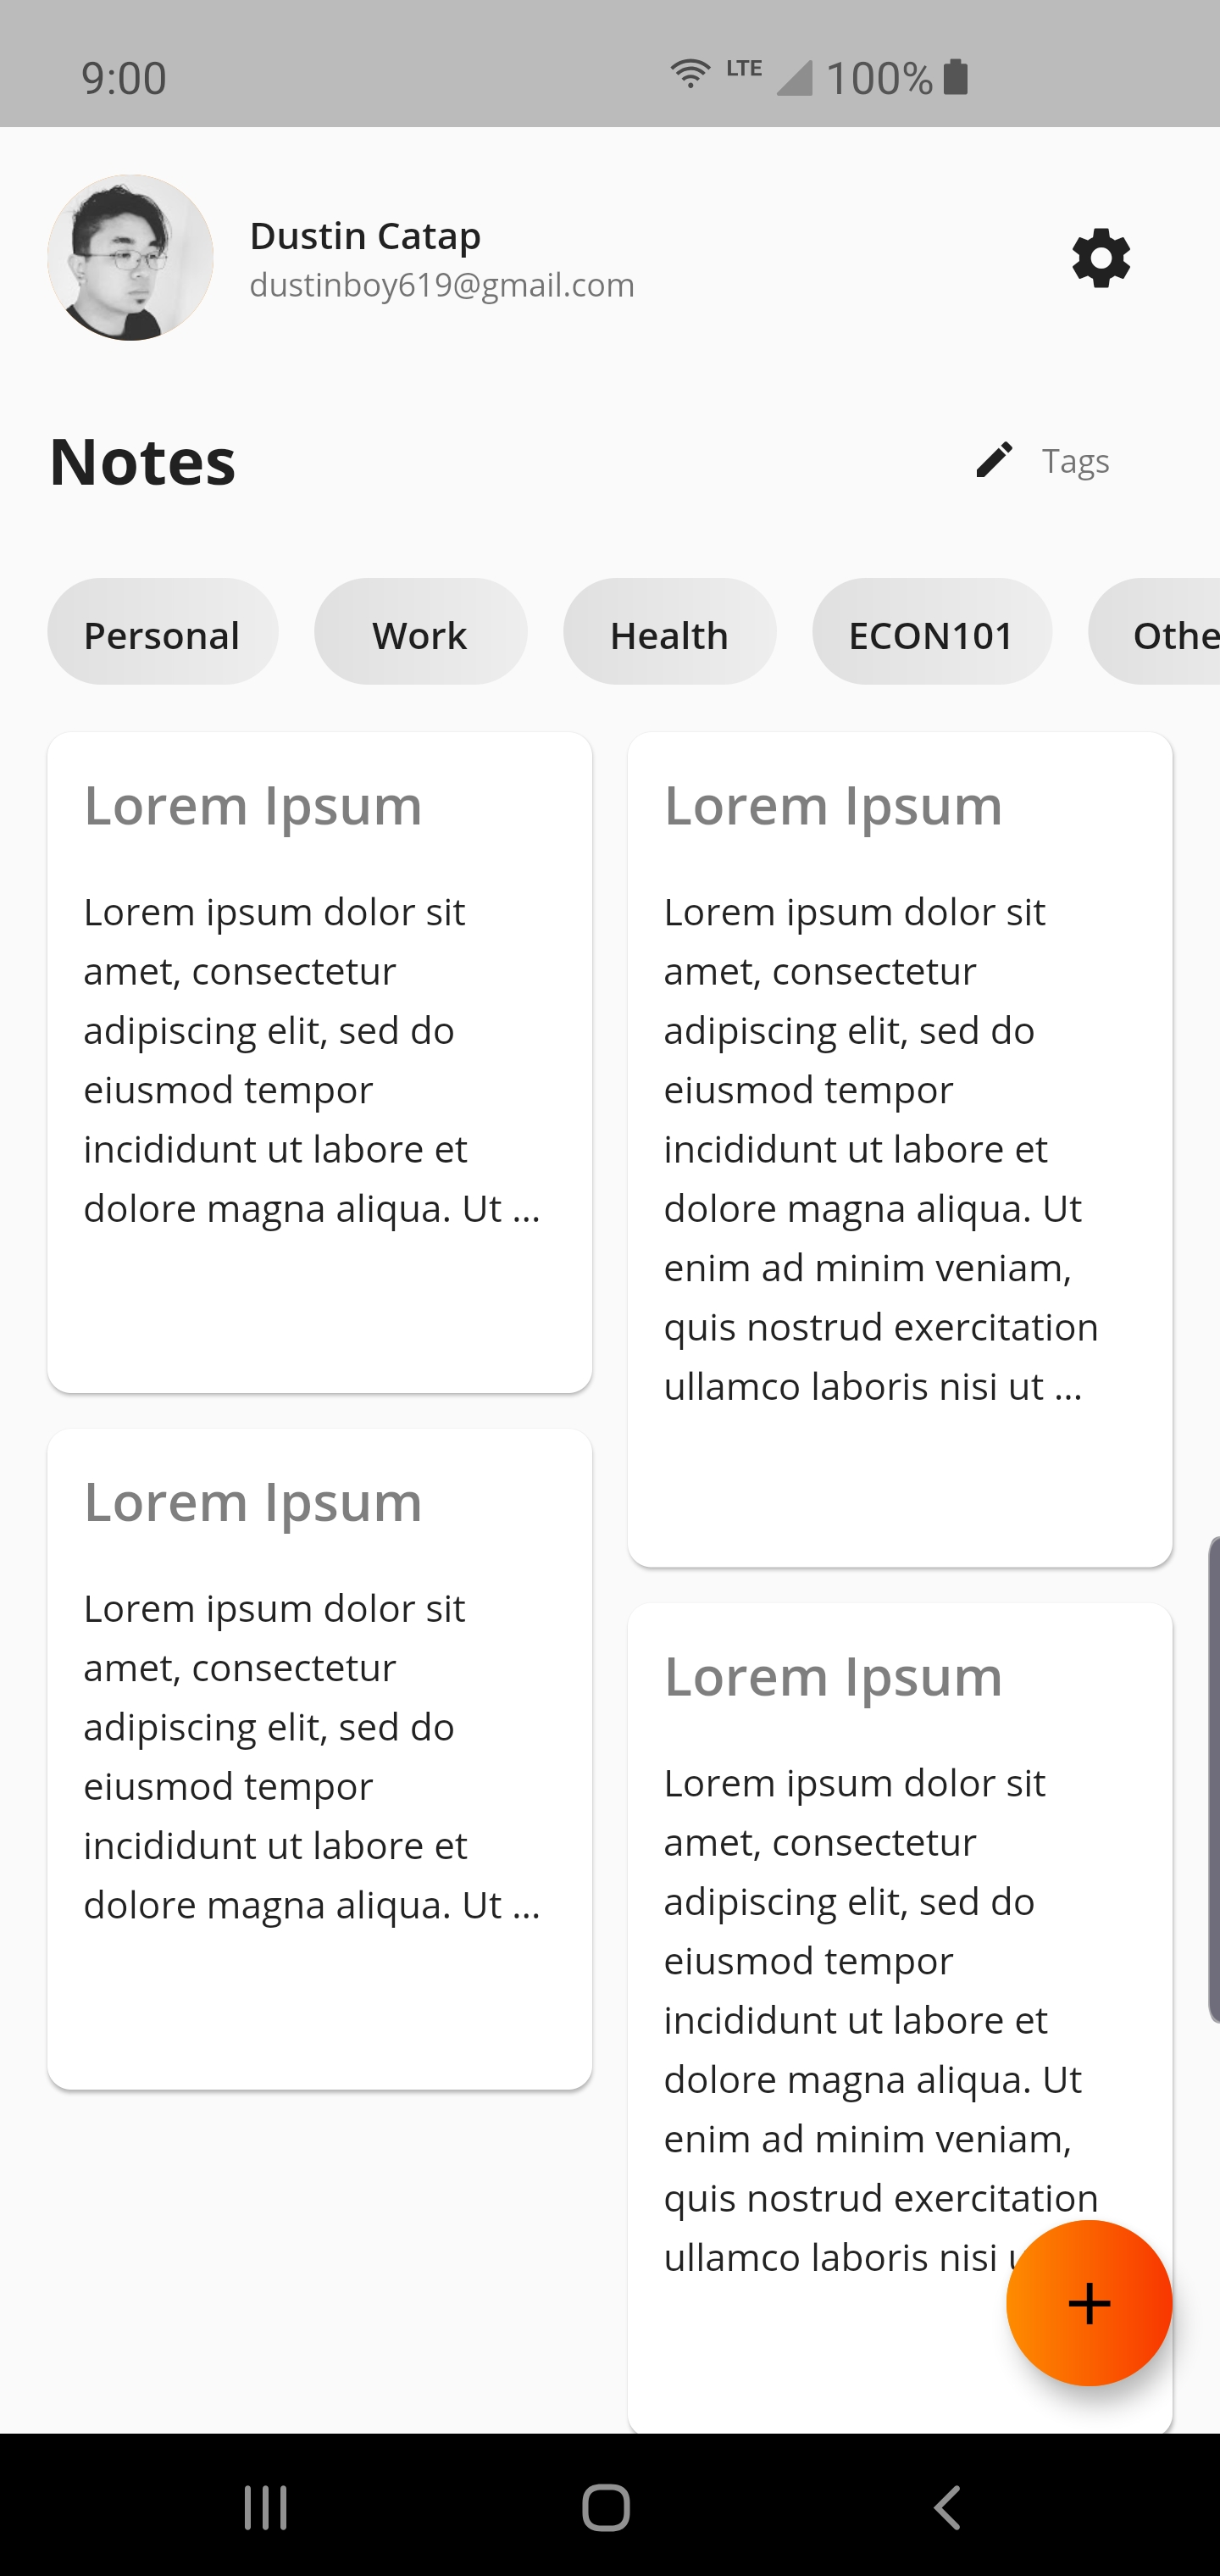 9:00
LTE 100%
Dustin Catap
dustinboy619@gmail.com
Notes
Tags
Personal
Work
Health
ECON101
Othe
Lorem Ipsum
Lorem ipsum dolor sit
amet, consectetur
adipiscing elit, sed do
eiusmod tempor
incididunt ut labore et
dolore magna aliqua. Ut ...
Lorem Ipsum
Lorem ipsum dolor sit
amet, consectetur
adipiscing elit, sed do
eiusmod tempor
incididunt ut labore et
dolore magna aliqua. Ut
enim ad minim veniam,
quis nostrud exercitation
ullamco laboris nisi ut ...
Lorem Ipsum
Lorem ipsum dolor sit
amet, consectetur
adipiscing elit, sed do
eiusmod tempor
incididunt ut labore et
dolore magna aliqua. Ut ...
Lorem Ipsum
Lorem ipsum dolor sit
amet, consectetur
adipiscing elit, sed do
eiusmod tempor
incididunt ut labore et
dolore magna aliqua. Ut
enim ad minim veniam,
quis nostrud exercitation
ullamco laboris nisi